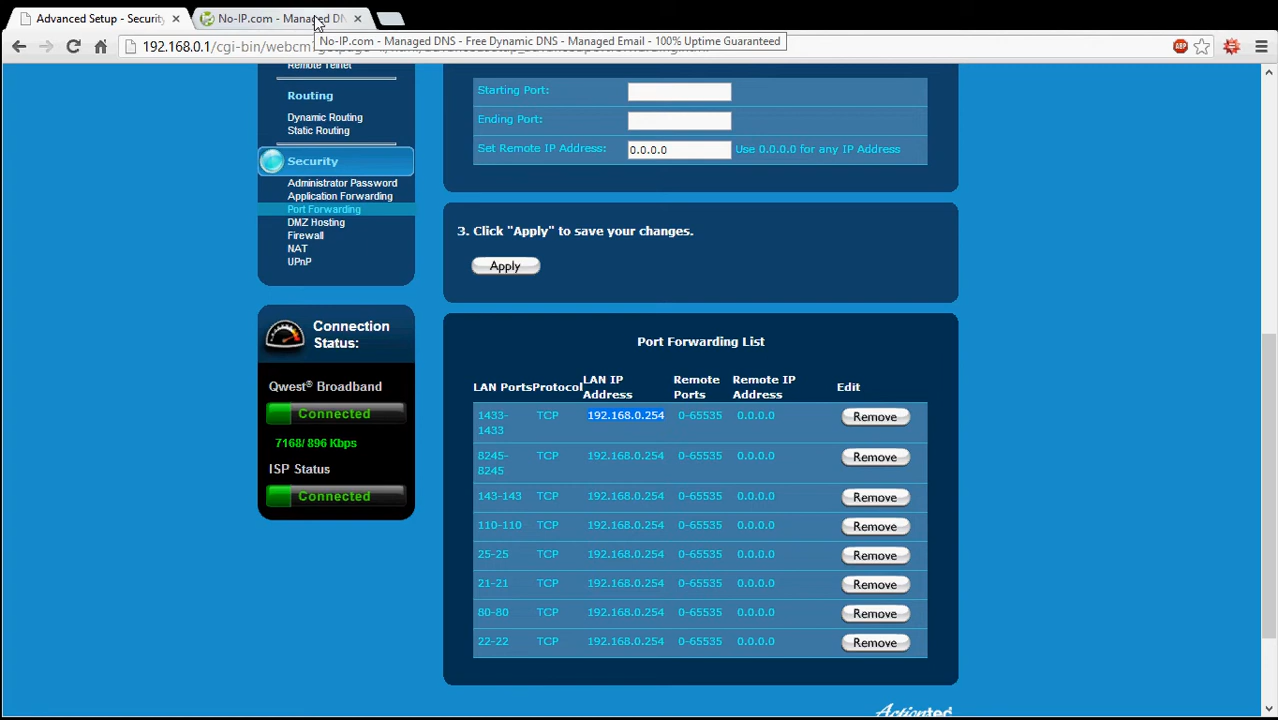 Advanced Setup - Security
No-IP.com - Managed DN
192.168.0.1/cgi-bin/webcm
No-IP.com - Managed DNS - Free Dynamic DNS - Managed Email - 100% Uptime Guaranteed
ABP
Remote Telnet
Routing
Dynamic Routing
Static Routing
Security
Administrator Password
Application Forwarding
Port Forwarding
DMZ Hosting
Firewall
NAT
UPnP
Connection
Status:
Qwest® Broadband
Connected
7168/ 896 Kbps
ISP Status
Connected
Starting Port:
Ending Port:
Set Remote IP Address: 0.0.0.0 Use 0.0.0.0 for any IP Address
3. Click "Apply" to save your changes.
Apply
Port Forwarding List
LAN Ports Protocol LAN IP Address Remote Ports Remote IP Address Edit
1433-1433 TCP 192.168.0.254 0-65535 0.0.0.0 Remove
8245-8245 TCP 192.168.0.254 0-65535 0.0.0.0 Remove
143-143 TCP 192.168.0.254 0-65535 0.0.0.0 Remove
110-110 TCP 192.168.0.254 0-65535 0.0.0.0 Remove
25-25 TCP 192.168.0.254 0-65535 0.0.0.0 Remove
21-21 TCP 192.168.0.254 0-65535 0.0.0.0 Remove
80-80 TCP 192.168.0.254 0-65535 0.0.0.0 Remove
22-22 TCP 192.168.0.254 0-65535 0.0.0.0 Remove
Actiontec